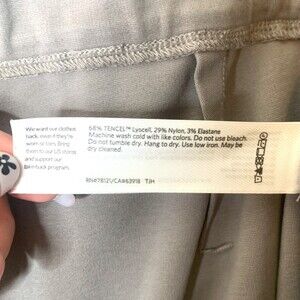 We want our clothes
back, even if they're
worn or torn. Bring
them to our US stores
and support our
take-back program.
68% TENCEL™ Lyocell, 29% Nylon, 3% Elastane
Machine wash cold with like colors. Do not use bleach.
Do not tumble dry. Hang to dry. Use low iron. May be
dry cleaned.
TJH